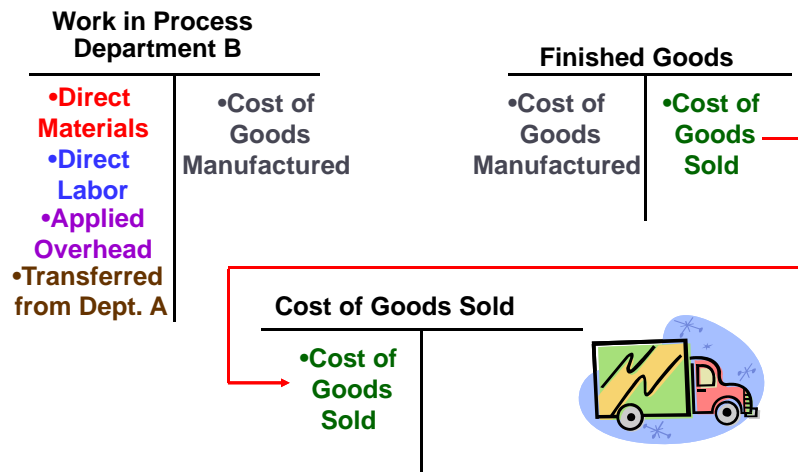 Work in Process
Department B
•Direct
Materials
•Direct
Labor
•Applied
Overhead
•Transferred
from Dept. A
•Cost of
Goods
Manufactured
Finished Goods
•Cost of
Goods
Manufactured
•Cost of
Goods
Sold
Cost of Goods Sold
•Cost of
Goods
Sold